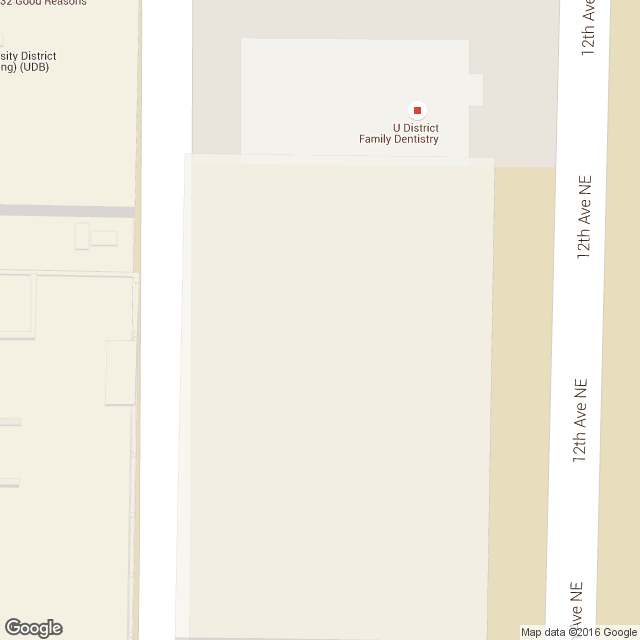 32 Good Reasons
sity District
ng) (UDB)
U District
Family Dentistry
12th Ave
12th Ave NE
12th Ave NE
Ave NE
Google
Map data ©2016 Google